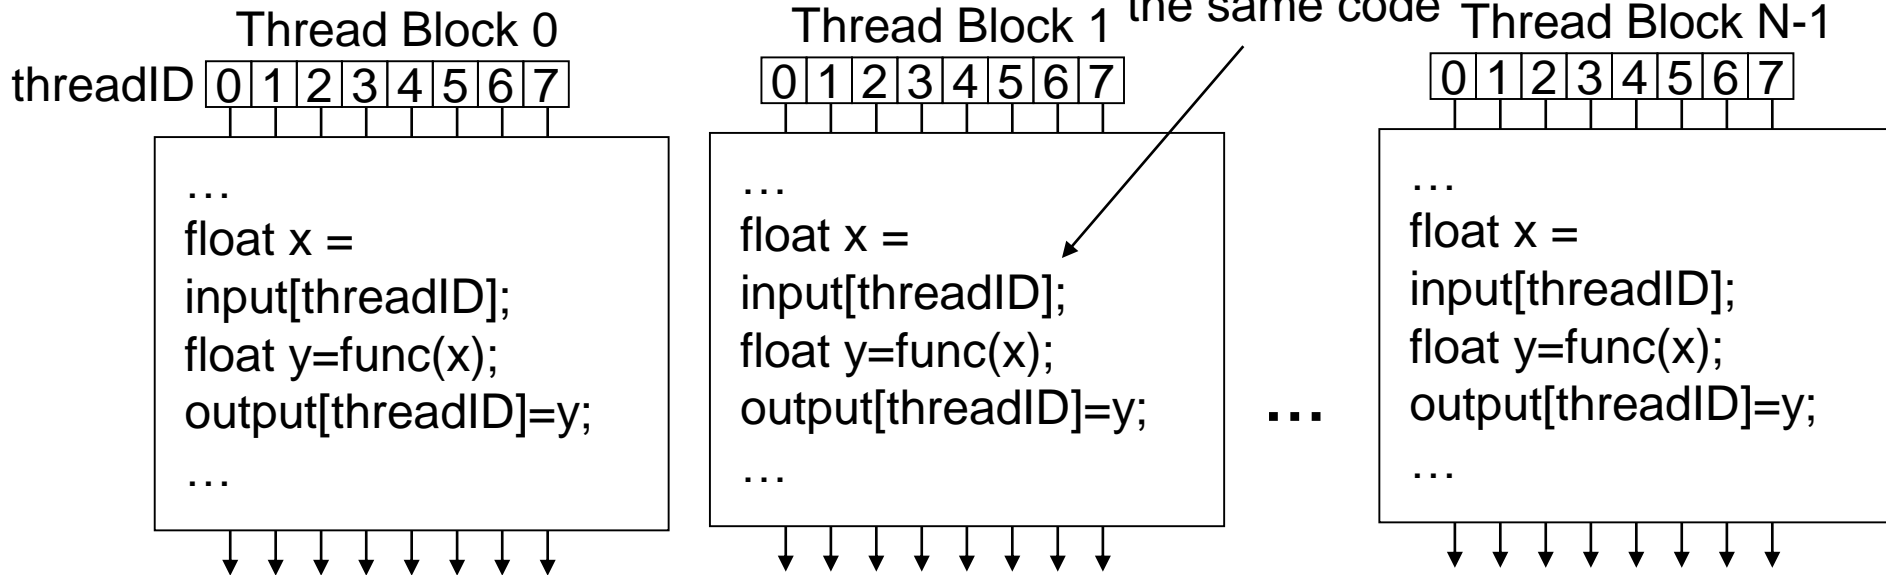 the same code
Thread Block 0
threadID 0 1 2 3 4 5 6 7
…
float x =
input[threadID];
float y=func(x);
output[threadID]=y;
…
Thread Block 1
0 1 2 3 4 5 6 7
…
float x =
input[threadID];
float y=func(x);
output[threadID]=y;
…
…
Thread Block N-1
0 1 2 3 4 5 6 7
…
float x =
input[threadID];
float y=func(x);
output[threadID]=y;
…